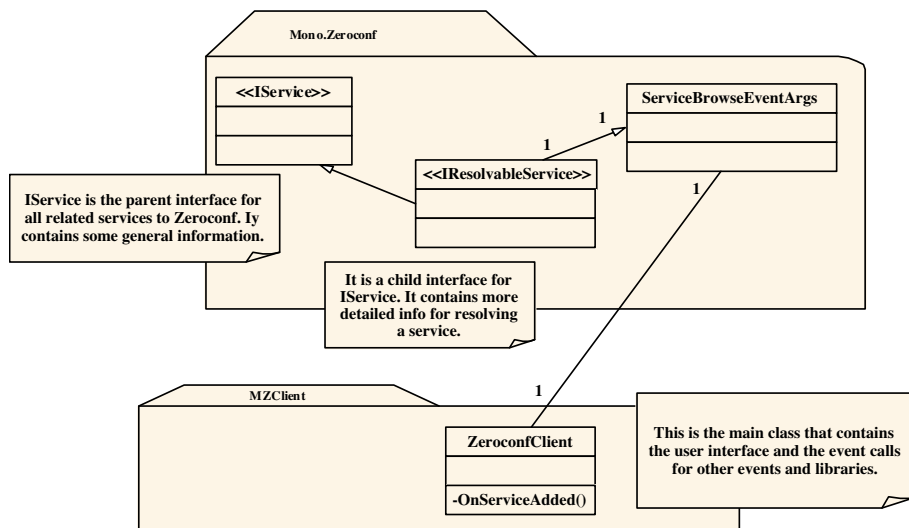 Mono.Zeroconf
<<IService>>
ServiceBrowseEventArgs
1
1
<<IResolvableService>>
1
IService is the parent interface for
all related services to Zeroconf. Iy
contains some general information.
It is a child interface for
IService. It contains more
detailed info for resolving
a service.
MZClient
1
ZeroconfClient
-OnServiceAdded()
This is the main class that contains
the user interface and the event calls
for other events and libraries.